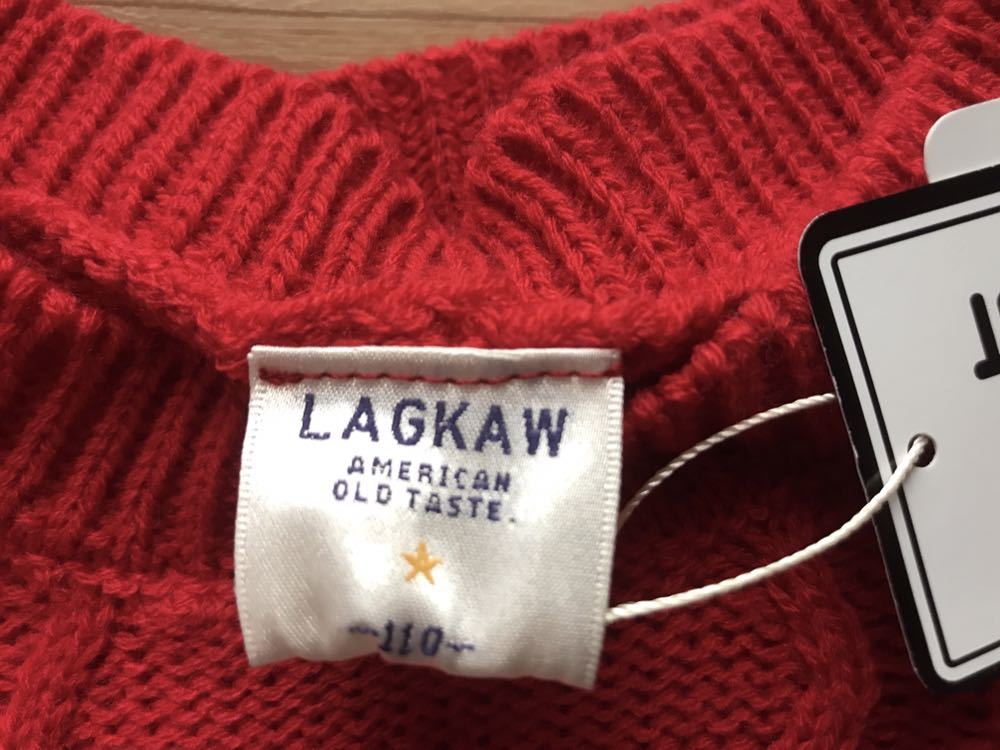 LAGKAW
AMERICAN
OLD TASTE.
~110~